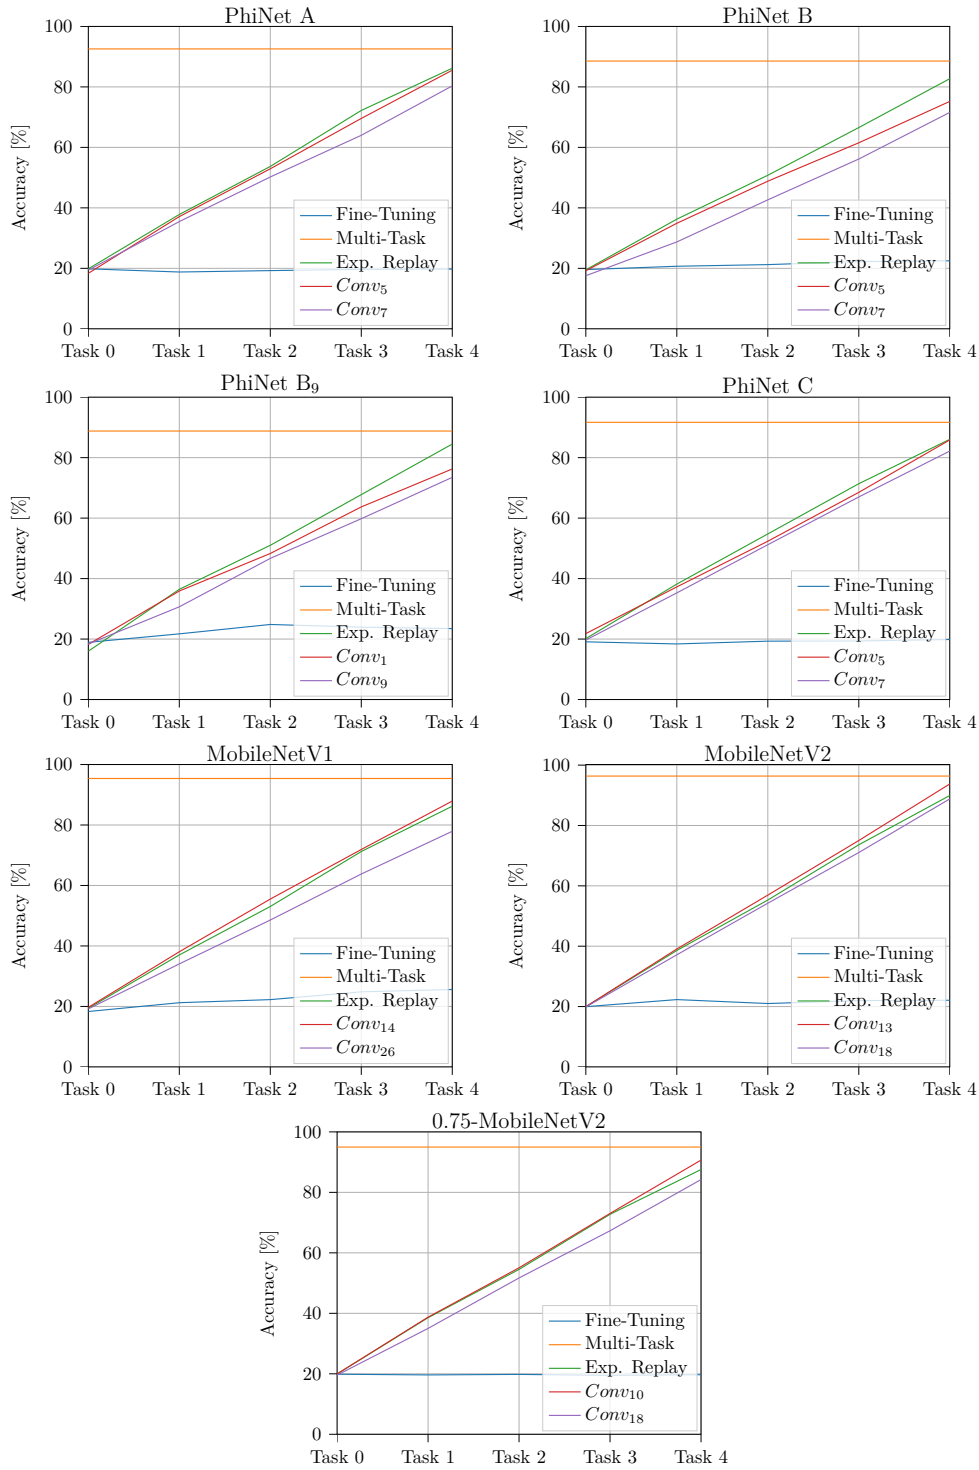 PhiNet A
100
80
60
40
20
0
Accuracy [%]
Fine-Tuning
Multi-Task
Exp. Replay
Conv₅
Conv₇
Task 0 Task 1 Task 2 Task 3 Task 4
PhiNet B
100
80
60
40
20
0
Accuracy [%]
Fine-Tuning
Multi-Task
Exp. Replay
Conv₅
Conv₇
Task 0 Task 1 Task 2 Task 3 Task 4
PhiNet B₉
100
80
60
40
20
0
Accuracy [%]
Fine-Tuning
Multi-Task
Exp. Replay
Conv₁
Conv₉
Task 0 Task 1 Task 2 Task 3 Task 4
PhiNet C
100
80
60
40
20
0
Accuracy [%]
Fine-Tuning
Multi-Task
Exp. Replay
Conv₅
Conv₇
Task 0 Task 1 Task 2 Task 3 Task 4
MobileNetV1
100
80
60
40
20
0
Accuracy [%]
Fine-Tuning
Multi-Task
Exp. Replay
Conv₁₄
Conv₂₆
Task 0 Task 1 Task 2 Task 3 Task 4
MobileNetV2
100
80
60
40
20
0
Accuracy [%]
Fine-Tuning
Multi-Task
Exp. Replay
Conv₁₃
Conv₁₈
Task 0 Task 1 Task 2 Task 3 Task 4
0.75-MobileNetV2
100
80
60
40
20
0
Accuracy [%]
Fine-Tuning
Multi-Task
Exp. Replay
Conv₁₀
Conv₁₈
Task 0 Task 1 Task 2 Task 3 Task 4